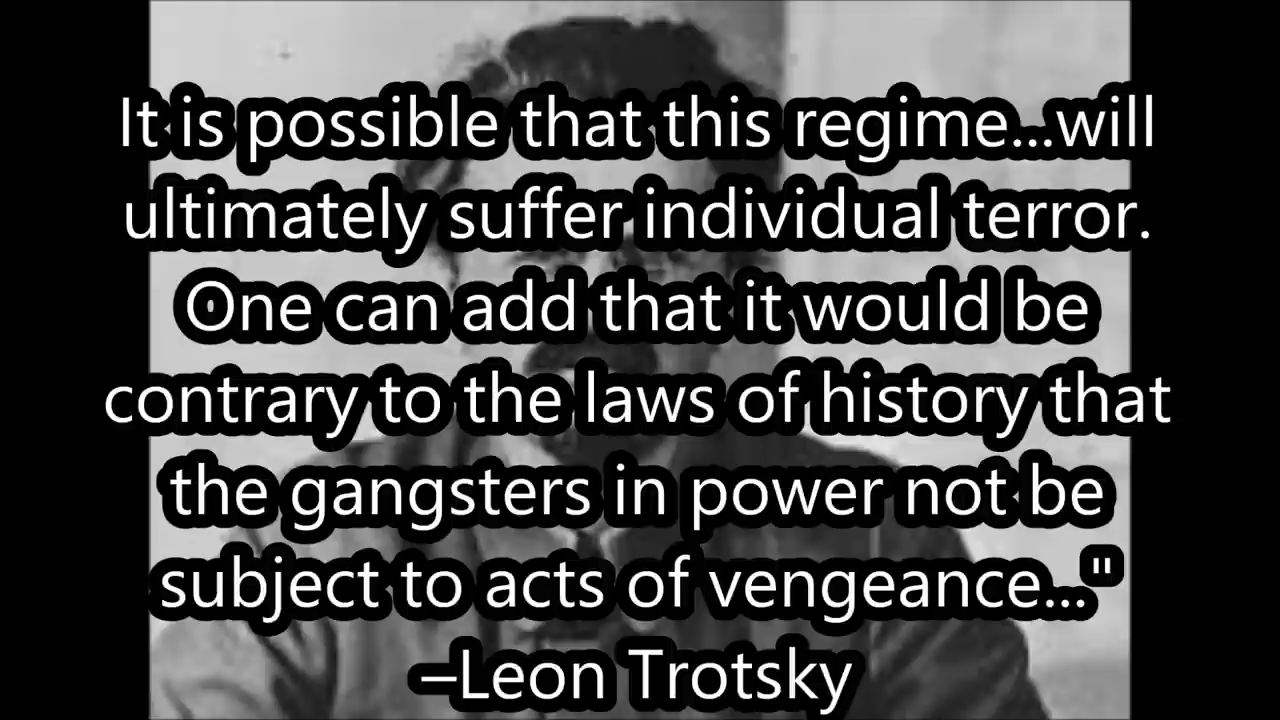 It is possible that this regime...will
ultimately suffer individual terror.
One can add that it would be
contrary to the laws of history that
the gangsters in power not be
subject to acts of vengeance..."
–Leon Trotsky